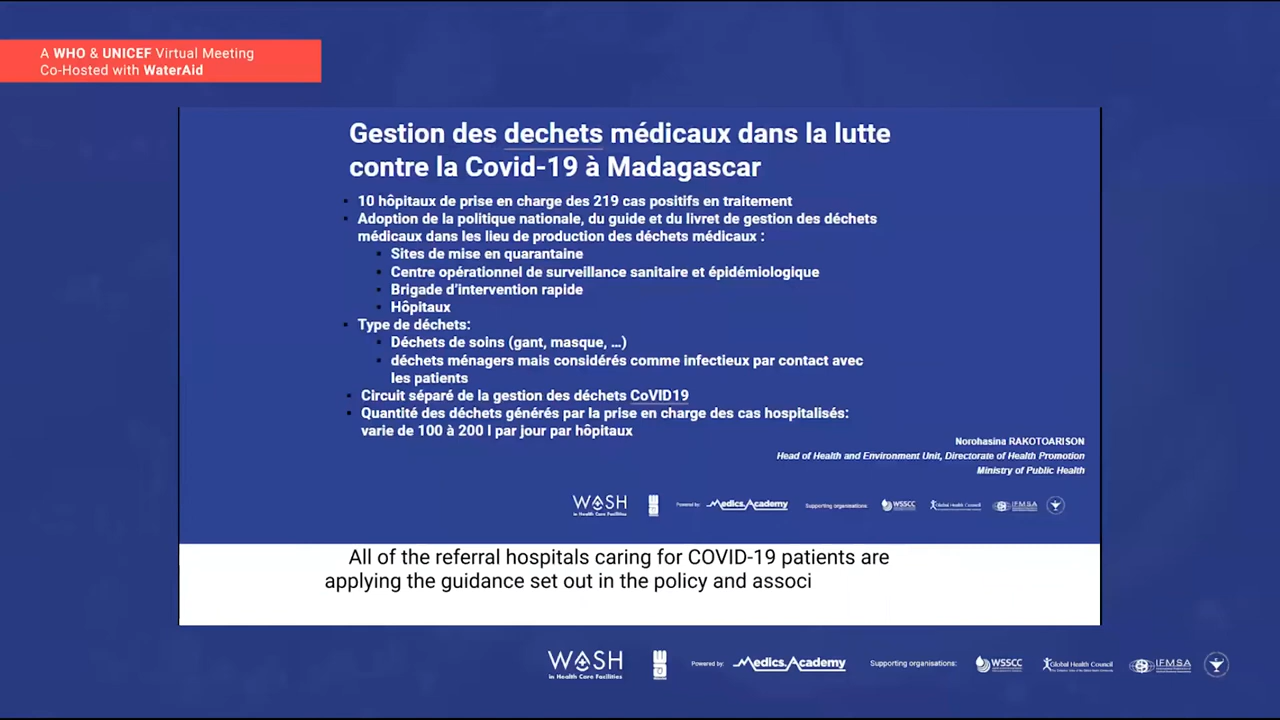 A WHO & UNICEF Virtual Meeting
Co-Hosted with WaterAid
Gestion des dechets médicaux dans la lutte
contre la Covid-19 à Madagascar
10 hôpitaux de prise en charge des 219 cas positifs en traitement
Adoption de la politique nationale, du guide et du livret de gestion des déchets
médicaux dans les lieu de production des déchets médicaux :
Sites de mise en quarantaine
Centre opérationnel de surveillance sanitaire et épidémiologique
Brigade d'intervention rapide
Hôpitaux
Type de déchets:
Déchets de soins (gant, masque, ...)
déchets ménagers mais considérés comme infectieux par contact avec
les patients
Circuit séparé de la gestion des déchets CoVID19
Quantité des déchets générés par la prise en charge des cas hospitalisés:
varie de 100 à 200 l par jour par hôpitaux
Norohasina RAKOTOARISON
Head of Health and Environment Unit, Directorate of Health Promotion
Ministry of Public Health
WASH
in Health Care Facilities
Powered by: Medics.Academy
Supporting organisations
WSSCC
Global Health Council
IFMSA
All of the referral hospitals caring for COVID-19 patients are
applying the guidance set out in the policy and associ
WASH
in Health Care Facilities
Powered by: Medics.Academy
Supporting organisations:
WSSCC
Global Health Council
IFMSA